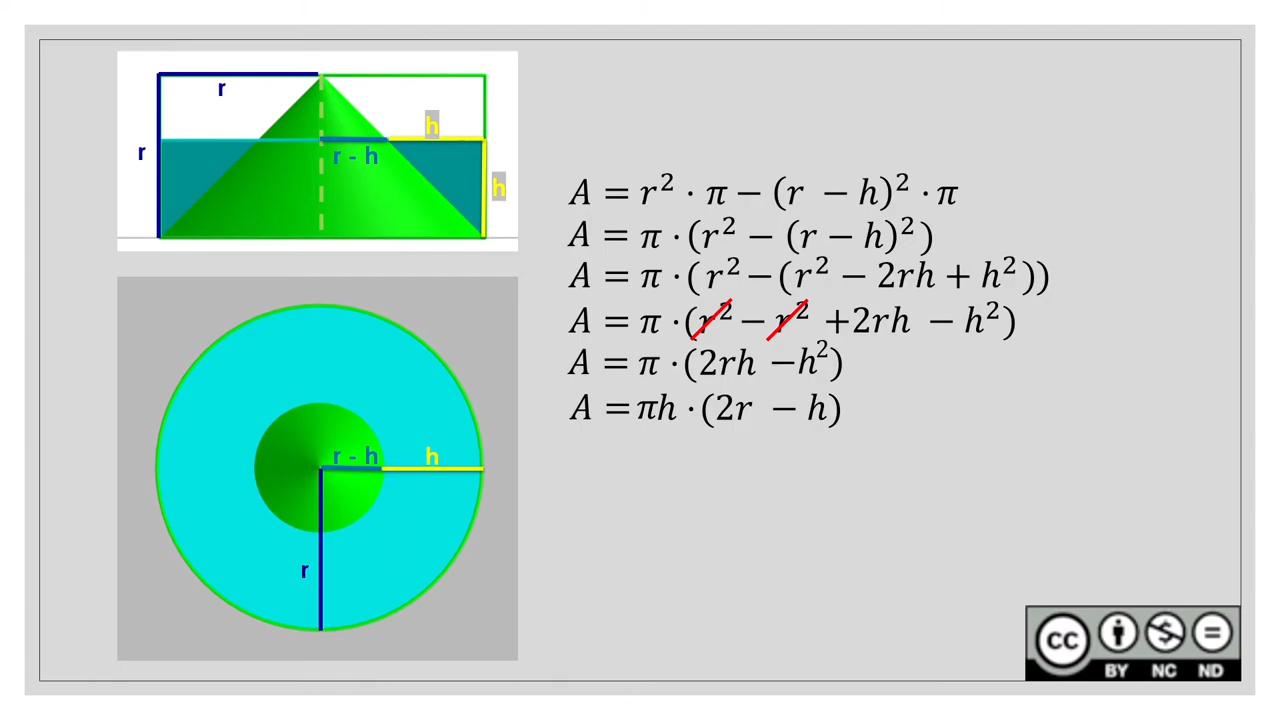 r
h
r
r - h
h
r - h
h
r
A = r² · π − (r − h)² · π
A = π · (r² − (r − h)²)
A = π · (r² − (r² − 2rh + h²))
A = π · (r² − r² +2rh − h²)
A = π · (2rh −h²)
A = πh · (2r − h)
CC
BY NC ND